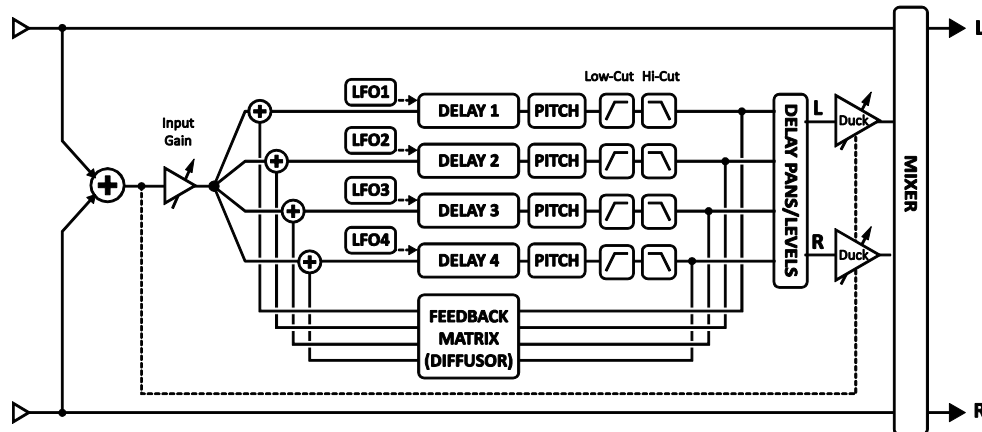 L
Low-Cut
Hi-Cut
LFO1
DELAY 1
PITCH
Input
Gain
LFO2
DELAY 2
PITCH
LFO3
DELAY 3
PITCH
LFO4
DELAY 4
PITCH
FEEDBACK
MATRIX
(DIFFUSOR)
DELAY PANS/LEVELS
L
Duck
R
Duck
MIXER
R